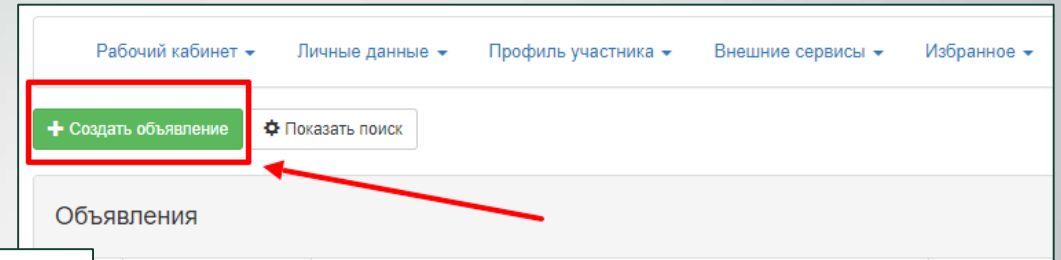 Рабочий кабинет Личные данные Профиль участника Внешние сервисы Избранное
+ Создать объявление Показать поиск
Объявления